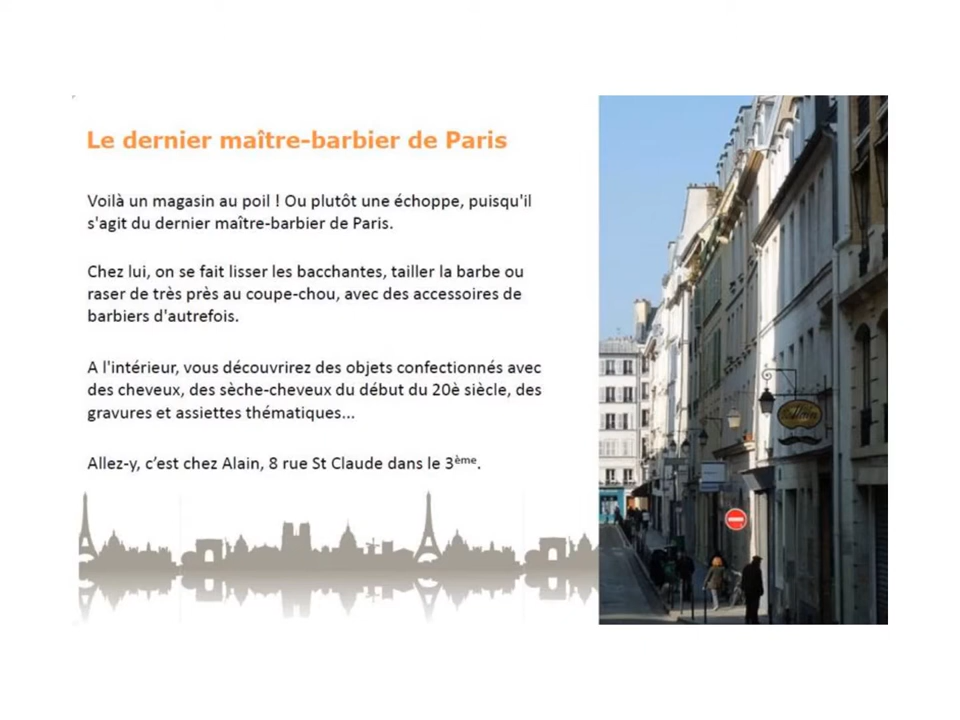 Le dernier maître-barbier de Paris
Voilà un magasin au poil ! Ou plutôt une échoppe, puisqu'il
s'agit du dernier maître-barbier de Paris.
Chez lui, on se fait lisser les bacchantes, tailler la barbe ou
raser de très près au coupe-chou, avec des accessoires de
barbiers d'autrefois.
A l'intérieur, vous découvrirez des objets confectionnés avec
des cheveux, des sèche-cheveux du début du 20è siècle, des
gravures et assiettes thématiques...
Allez-y, c’est chez Alain, 8 rue St Claude dans le 3ème.